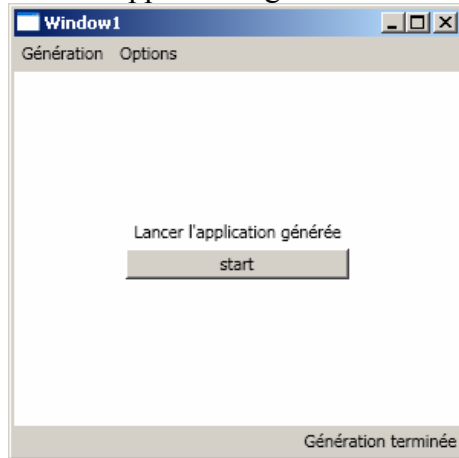 Window1
Génération Options
Lancer l'application générée
start
Génération terminée